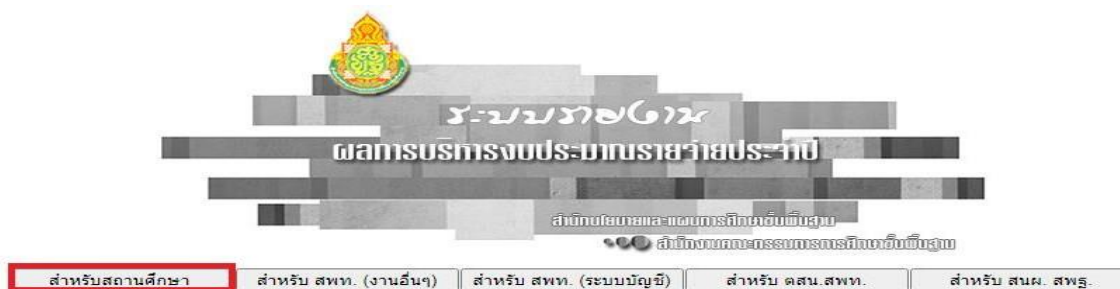 ระบบรายงาน
ผลการบริหารงบประมาณรายจ่ายประจำปี
สำนักนโยบายและแผนการศึกษาขั้นพื้นฐาน
สำนักงานคณะกรรมการการศึกษาขั้นพื้นฐาน
สำหรับสถานศึกษา สำหรับ สพท. (งานอื่นๆ) สำหรับ สพท. (ระบบบัญชี) สำหรับ ตสน.สพท. สำหรับ สนผ. สพฐ.